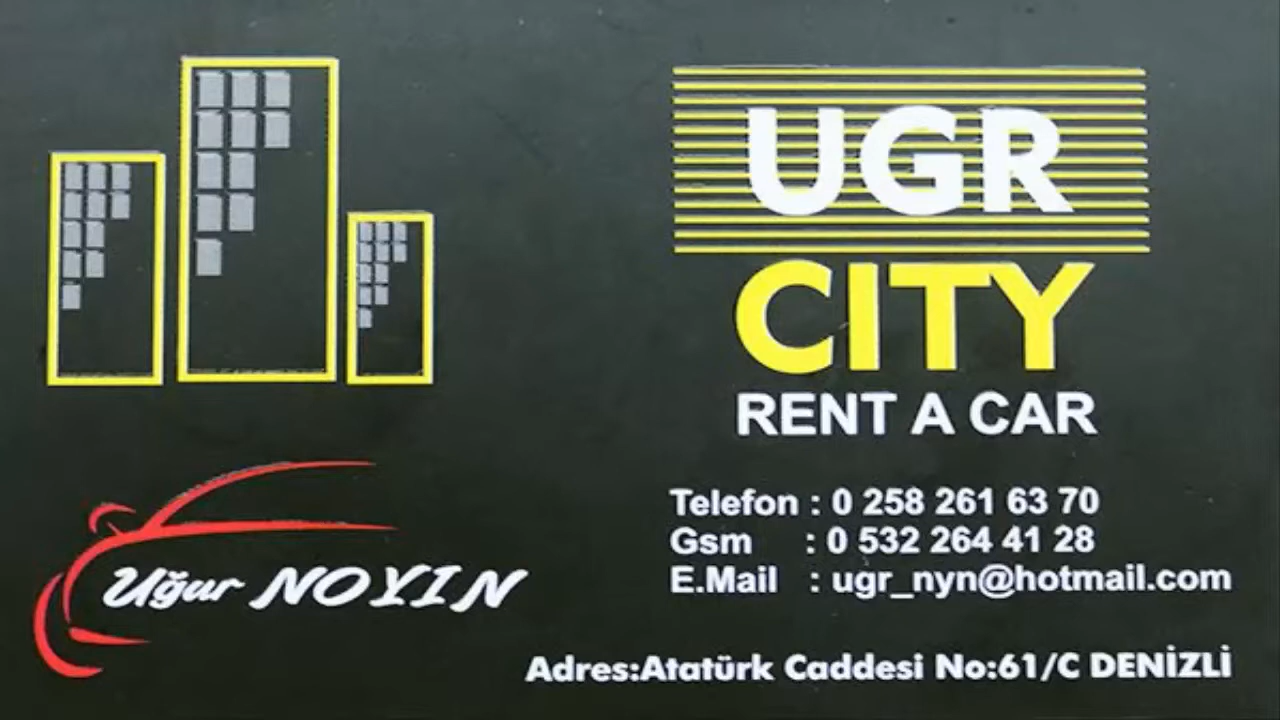 UGR
CITY
RENT A CAR
Uğur NOYIN
Telefon : 0 258 261 63 70
Gsm : 0 532 264 41 28
E.Mail : ugr_nyn@hotmail.com
Adres:Atatürk Caddesi No:61/C DENİZLİ